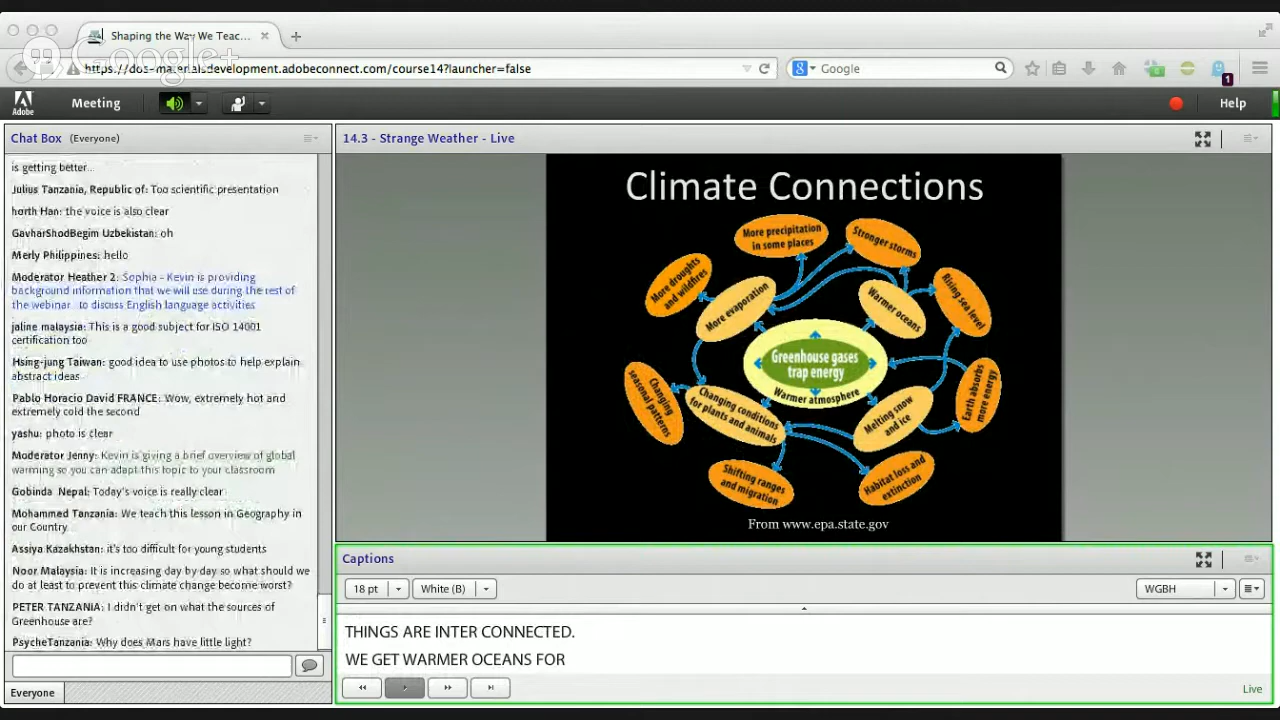 Shaping the Way We Teac...
Google+
https://dos-materialsdevelopment.adobeconnect.com/course14?launcher=false
Google
1
Adobe
Meeting
Help
Chat Box (Everyone)
is getting better...
Julius Tanzania, Republic of: Too scientific presentation
horth Han: the voice is also clear
GavharShodBegim Uzbekistan: oh
Merly Philippines: hello
Moderator Heather 2: Sophia - Kevin is providing
background information that we will use during the rest of
the webinar to discuss English language activities
jaline malaysia: This is a good subject for ISO 14001
certification too
Hsing-jung Taiwan: good idea to use photos to help explain
abstract ideas
Pablo Horacio David FRANCE: Wow, extremely hot and
extremely cold the second
yashu: photo is clear
Moderator Jenny: Kevin is giving a brief overview of global
warming so you can adapt this topic to your classroom
Gobinda Nepal: Today's voice is really clear
Mohammed Tanzania: We teach this lesson in Geography in
our Country
Assiya Kazakhstan: it's too difficult for young students
Noor Malaysia: It is increasing day by day so what should we
do at least to prevent this climate change become worst?
PETER TANZANIA: I didn't get on what the sources of
Greenhouse are?
PsycheTanzania: Why does Mars have little light?
Everyone
14.3 - Strange Weather - Live
Climate Connections
More precipitation
in some places
Stronger storms
More droughts
and wildfires
More evaporation
Warmer oceans
Rising sea level
Greenhouse gases
trap energy
Warmer atmosphere
Changing
seasonal patterns
Changing conditions
for plants and animals
Melting snow
and ice
Earth absorbs
more energy
Shifting ranges
and migration
Habitat loss and
extinction
From www.epa.state.gov
Captions
18 pt
White (B)
WGBH
THINGS ARE INTER CONNECTED.
WE GET WARMER OCEANS FOR
Live